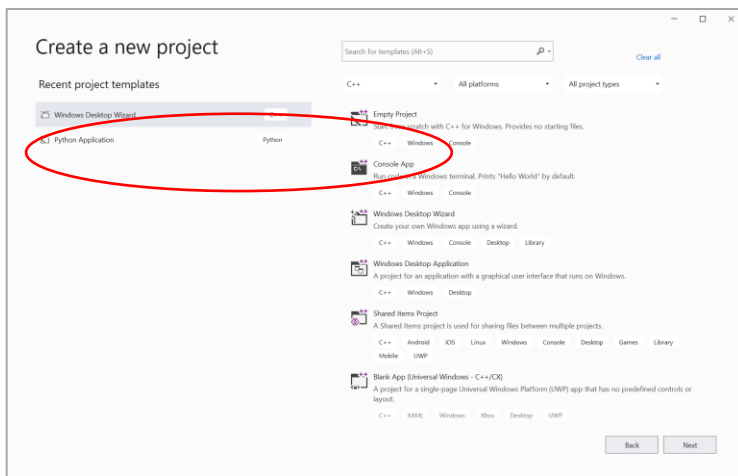 Create a new project
Search for templates (Alt+S)
Clear all
Recent project templates
C++ All platforms All project types
Windows Desktop Wizard C++
Python Application Python
Empty Project
Start from scratch with C++ for Windows. Provides no starting files.
C++ Windows Console
Console App
Run code in a Windows terminal. Prints "Hello World" by default.
C++ Windows Console
Windows Desktop Wizard
Create your own Windows app using a wizard.
C++ Windows Console Desktop Library
Windows Desktop Application
A project for an application with a graphical user interface that runs on Windows.
C++ Windows Desktop
Shared Items Project
A Shared Items project is used for sharing files between multiple projects.
C++ Android iOS Linux Windows Console Desktop Games Library
Mobile UWP
Blank App (Universal Windows - C++/CX)
A project for a single-page Universal Windows Platform (UWP) app that has no predefined controls or
layout.
C++ XAML Windows Xbox Desktop UWP
Back Next